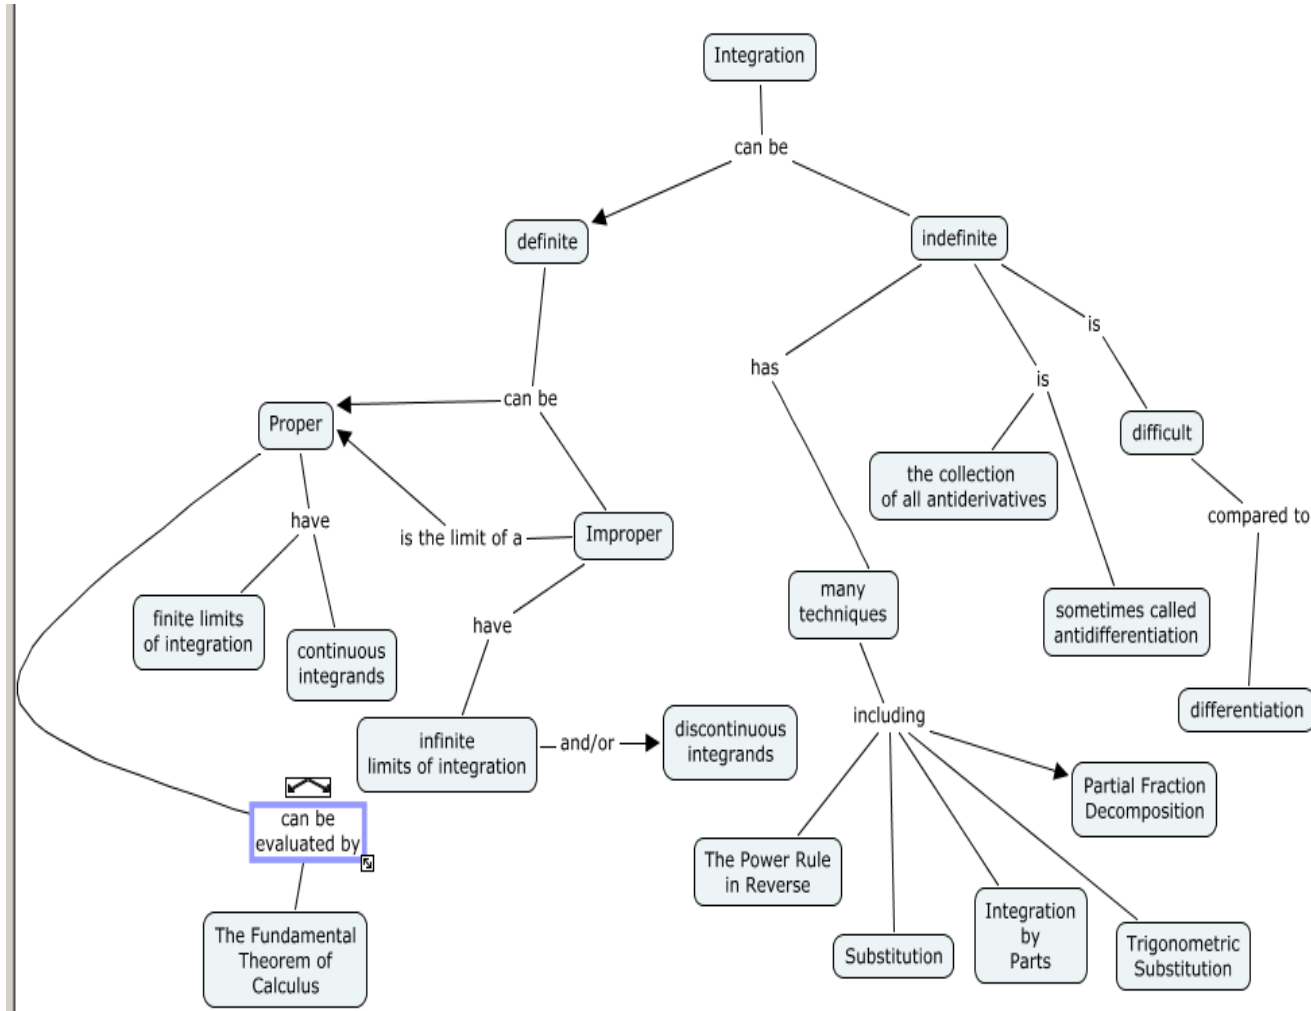 Integration
can be
definite
indefinite
is
has
is
can be
Proper
difficult
the collection
of all antiderivatives
compared to
have
is the limit of a
Improper
many
techniques
finite limits
of integration
sometimes called
antidifferentiation
have
continuous
integrands
differentiation
including
infinite
limits of integration
and/or
discontinuous
integrands
Partial Fraction
Decomposition
can be
evaluated by
The Power Rule
in Reverse
Integration
by
Parts
The Fundamental
Theorem of
Calculus
Substitution
Trigonometric
Substitution